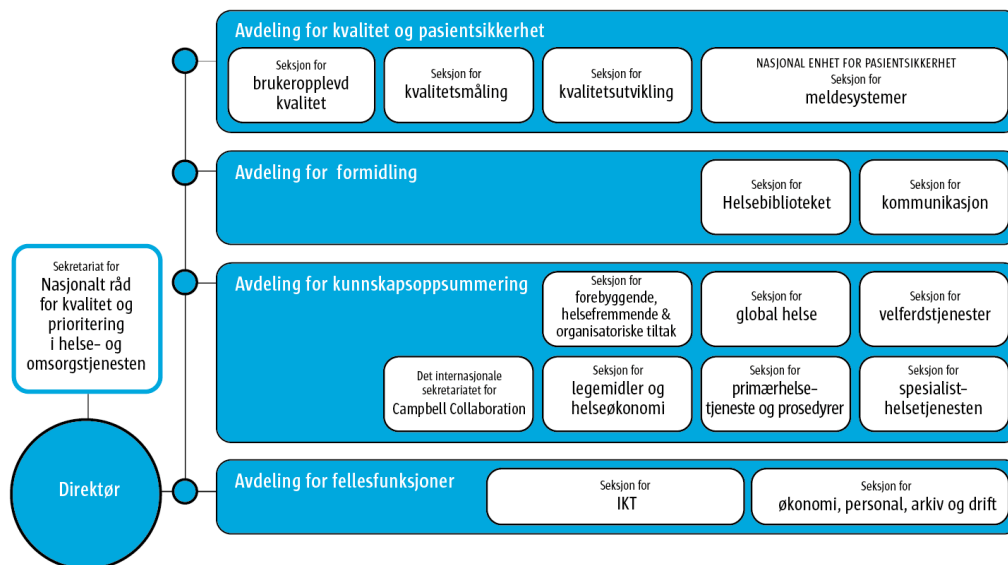 Avdeling for kvalitet og pasientsikkerhet
Seksjon for
brukeropplevd
kvalitet
Seksjon for
kvalitetsmåling
Seksjon for
kvalitetsutvikling
NASJONAL ENHET FOR PASIENTSIKKERHET
Seksjon for
meldesystemer
Avdeling for formidling
Seksjon for
Helsebiblioteket
Seksjon for
kommunikasjon
Sekretariat for
Nasjonalt råd
for kvalitet og
prioritering
i helse- og
omsorgstjenesten
Avdeling for kunnskapsoppsummering
Seksjon for
forebyggende,
helsefremmende &
organisatoriske tiltak
Seksjon for
global helse
Seksjon for
velferdstjenester
Det internasjonale
sekretariatet for
Campbell Collaboration
Seksjon for
legemidler og
helseøkonomi
Seksjon for
primærhelse-
tjeneste og prosedyrer
Seksjon for
spesialist-
helsetjenesten
Direktør
Avdeling for fellesfunksjoner
Seksjon for
IKT
Seksjon for
økonomi, personal, arkiv og drift